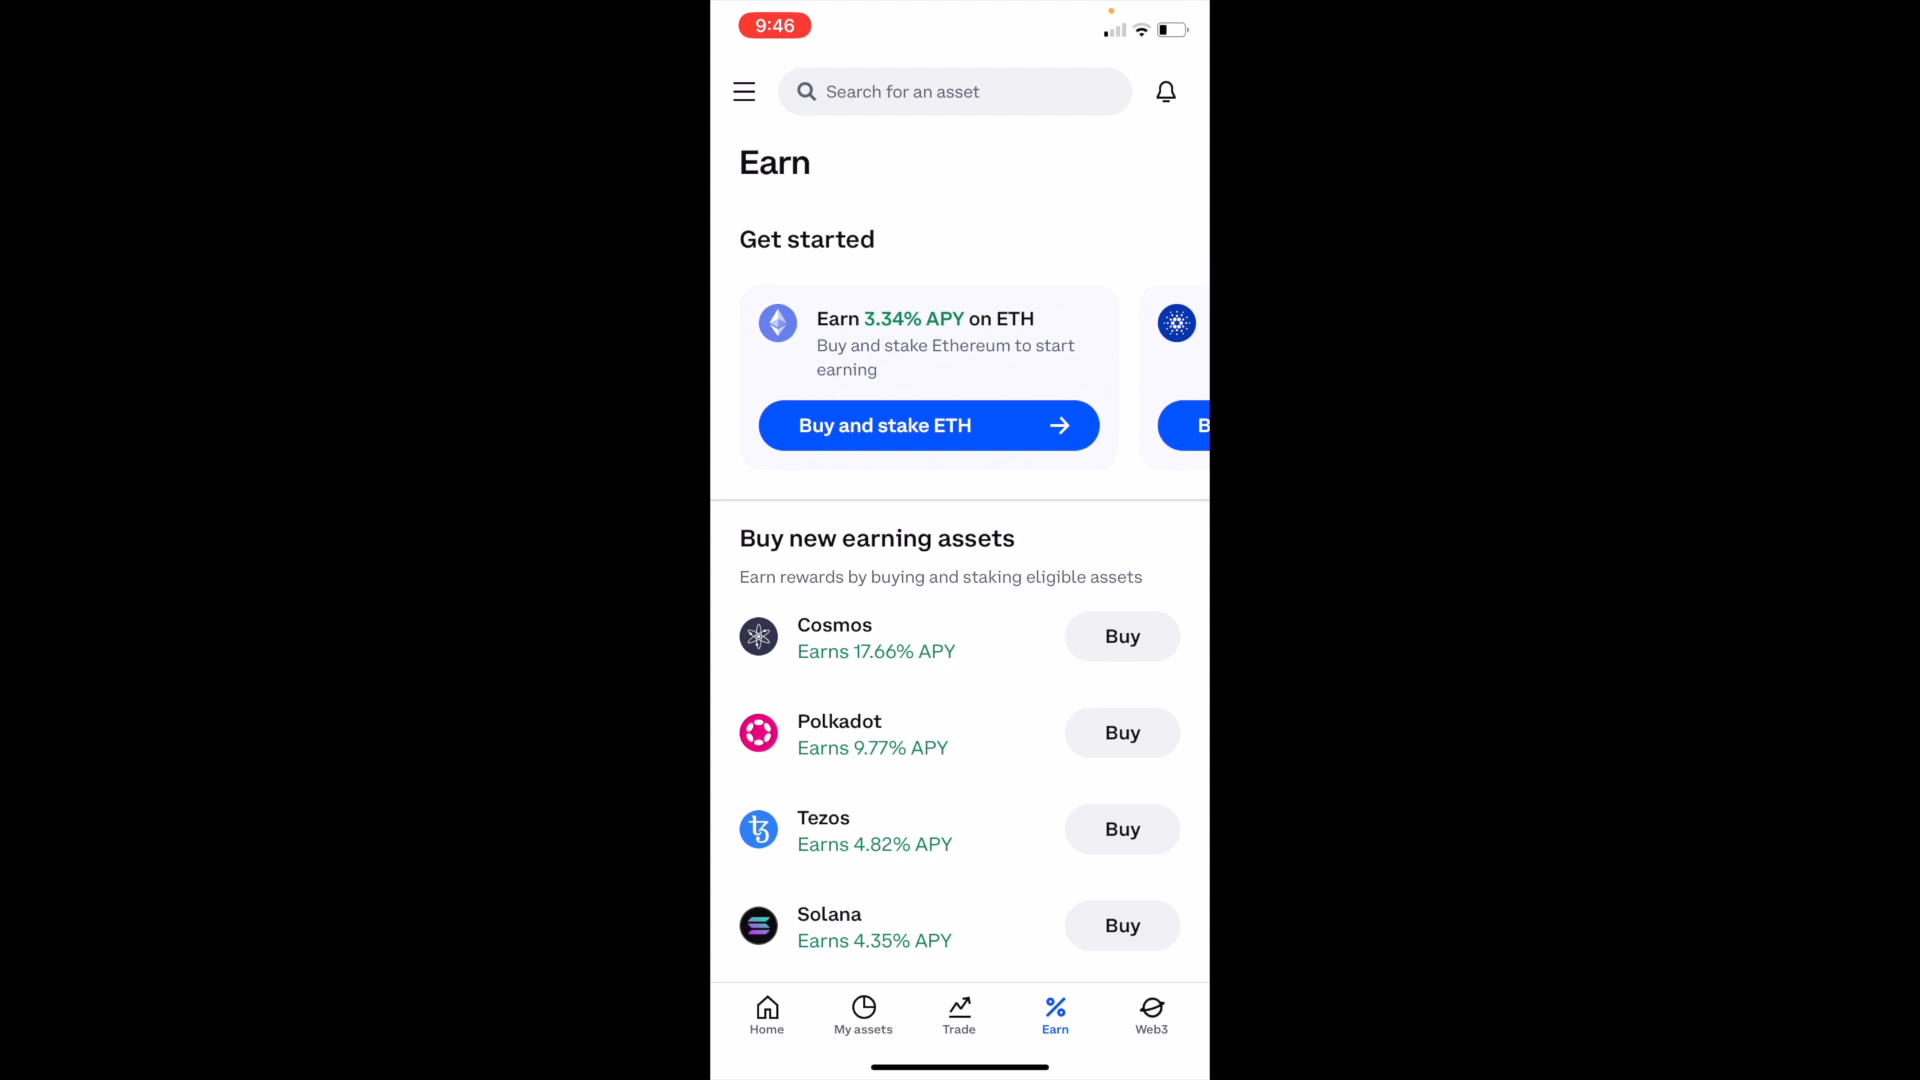 9:46
Search for an asset
Earn
Get started
Earn 3.34% APY on ETH
Buy and stake Ethereum to start
earning
Buy and stake ETH
B
Buy new earning assets
Earn rewards by buying and staking eligible assets
Cosmos
Earns 17.66% APY
Buy
Polkadot
Earns 9.77% APY
Buy
Tezos
Earns 4.82% APY
Buy
Solana
Earns 4.35% APY
Buy
Home
My assets
Trade
Earn
Web3